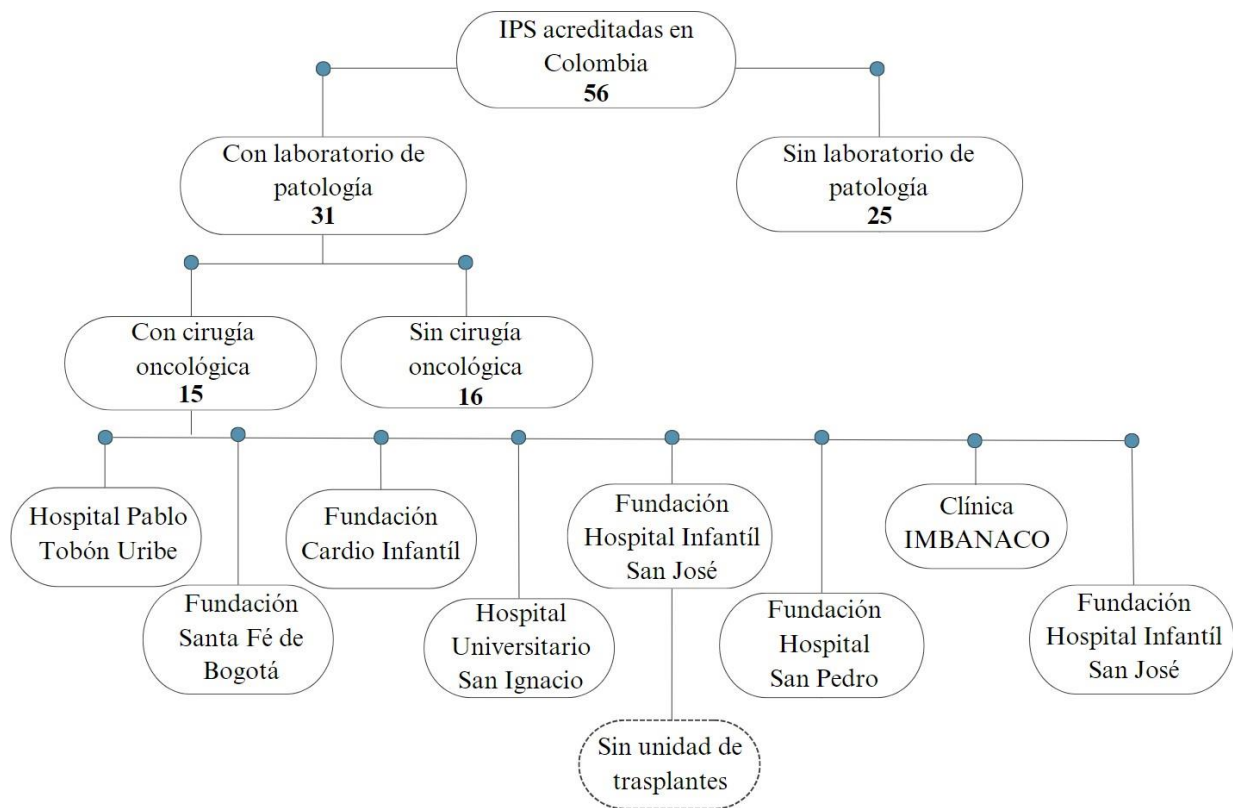 IPS acreditadas en
Colombia
56
Con laboratorio de
patología
31
Sin laboratorio de
patología
25
Con cirugía
oncológica
15
Sin cirugía
oncológica
16
Hospital Pablo
Tobón Uribe
Fundación
Santa Fé de
Bogotá
Fundación
Cardio Infantíl
Hospital
Universitario
San Ignacio
Fundación
Hospital Infantíl
San José
Sin unidad de
trasplantes
Fundación
Hospital
San Pedro
Clínica
IMBANACO
Fundación
Hospital Infantíl
San José